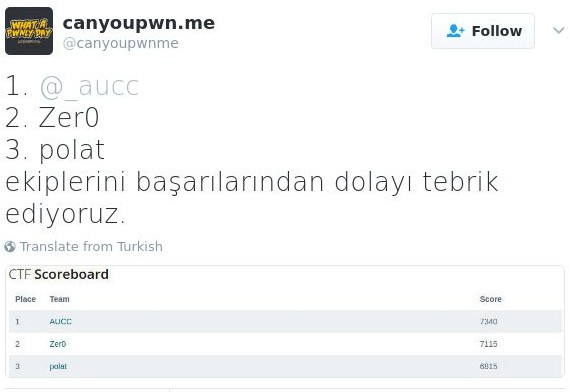 WHAT A
PWNEY DAY
canyoupwn.me
@canyoupwnme
Follow
1. @_aucc
2. Zer0
3. polat
ekiplerini başarılarından dolayı tebrik
ediyoruz.
Translate from Turkish
CTF Scoreboard
Place Team Score
1 AUCC 7340
2 Zer0 7115
3 polat 6815